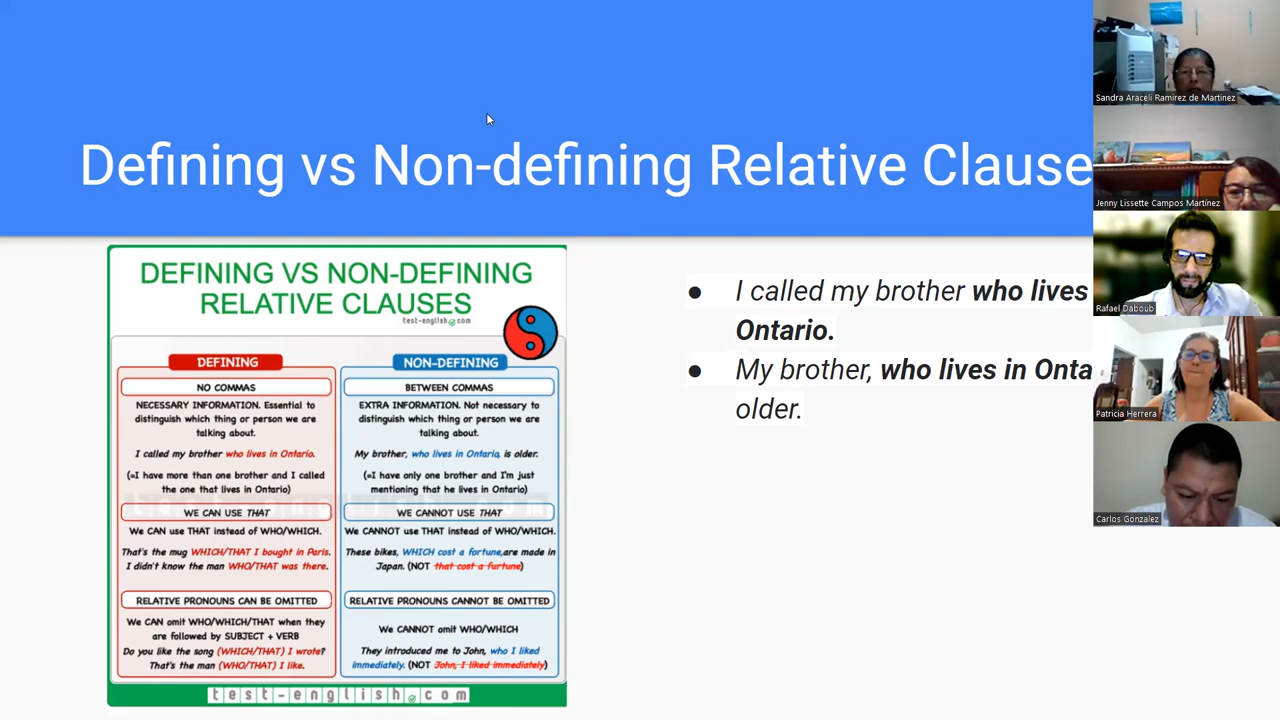 Defining vs Non-defining Relative Clause
DEFINING VS NON-DEFINING
RELATIVE CLAUSES
test-english.com
DEFINING
NO COMMAS
NECESSARY INFORMATION. Essential to
distinguish which thing or person we are
talking about.
I called my brother who lives in Ontario.
(=I have more than one brother and I called
the one that lives in Ontario)
WE CAN USE THAT
We CAN use THAT instead of WHO/WHICH.
That's the mug WHICH/THAT I bought in Paris.
I didn't know the man WHO/THAT was there.
RELATIVE PRONOUNS CAN BE OMITTED
We CAN omit WHO/WHICH/THAT when they
are followed by SUBJECT + VERB
Do you like the song (WHICH/THAT) I wrote?
That's the man (WHO/THAT) I like.
NON-DEFINING
BETWEEN COMMAS
EXTRA INFORMATION. Not necessary to
distinguish which thing or person we are
talking about.
My brother, who lives in Ontario, is older.
(=I have only one brother and I'm just
mentioning that he lives in Ontario)
WE CANNOT USE THAT
We CANNOT use THAT instead of WHO/WHICH.
These bikes, WHICH cost a fortune,are made in
Japan. (NOT that cost a furtune)
RELATIVE PRONOUNS CANNOT BE OMITTED
We CANNOT omit WHO/WHICH
They introduced me to John, who I liked
immediately. (NOT John, I liked immediately)
test-english.com
● I called my brother who lives
Ontario.
● My brother, who lives in Onta
older.
Sandra Araceli Ramirez de Martinez
Jenny Lissette Campos Martínez
Rafael Daboub
Patricia Herrera
Carlos Gonzalez